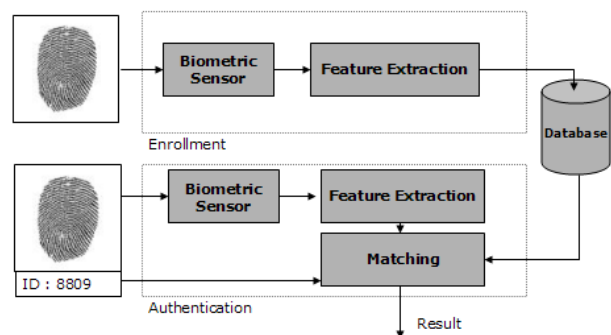 Biometric
Sensor
Feature Extraction
Database
Enrollment
Biometric
Sensor
Feature Extraction
Matching
ID : 8809
Authentication
Result